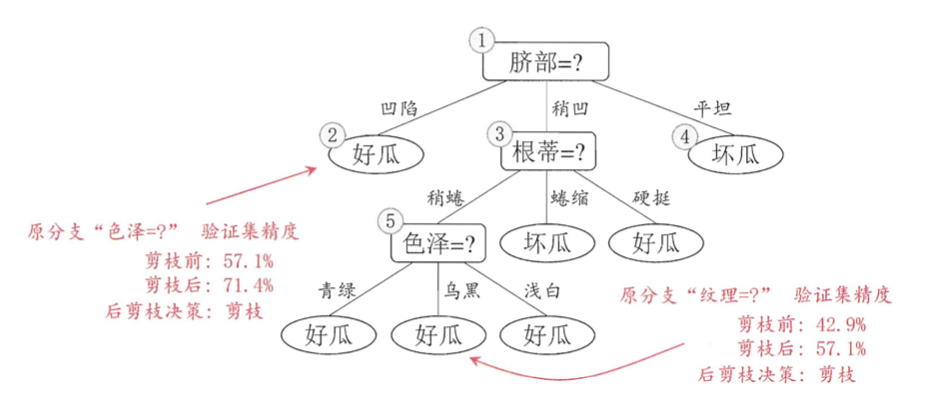 ①
脐部=?
凹陷
稍凹
平坦
②
好瓜
③
根蒂=?
④
坏瓜
稍蜷
蜷缩
硬挺
原分支“色泽=?” 验证集精度
剪枝前: 57.1%
剪枝后: 71.4%
后剪枝决策: 剪枝
⑤
色泽=?
坏瓜
好瓜
青绿
乌黑
浅白
好瓜
好瓜
好瓜
原分支“纹理=?” 验证集精度
剪枝前: 42.9%
剪枝后: 57.1%
后剪枝决策: 剪枝